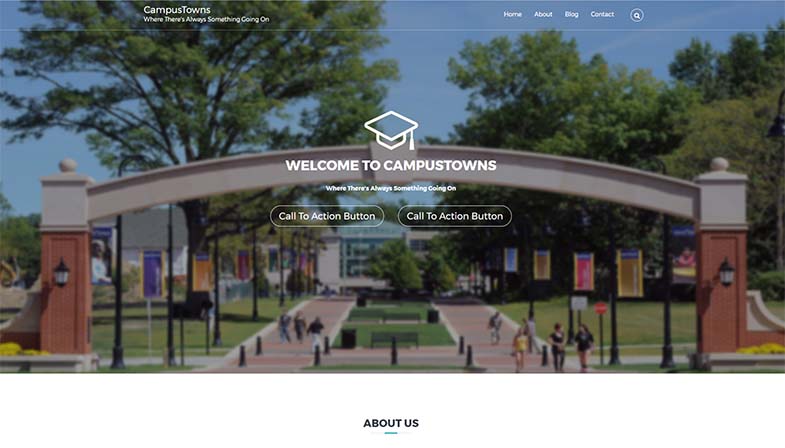 CampusTowns
Where There's Always Something Going On
Home About Blog Contact
WELCOME TO CAMPUSTOWNS
Where There's Always Something Going On
Call To Action Button Call To Action Button
ABOUT US